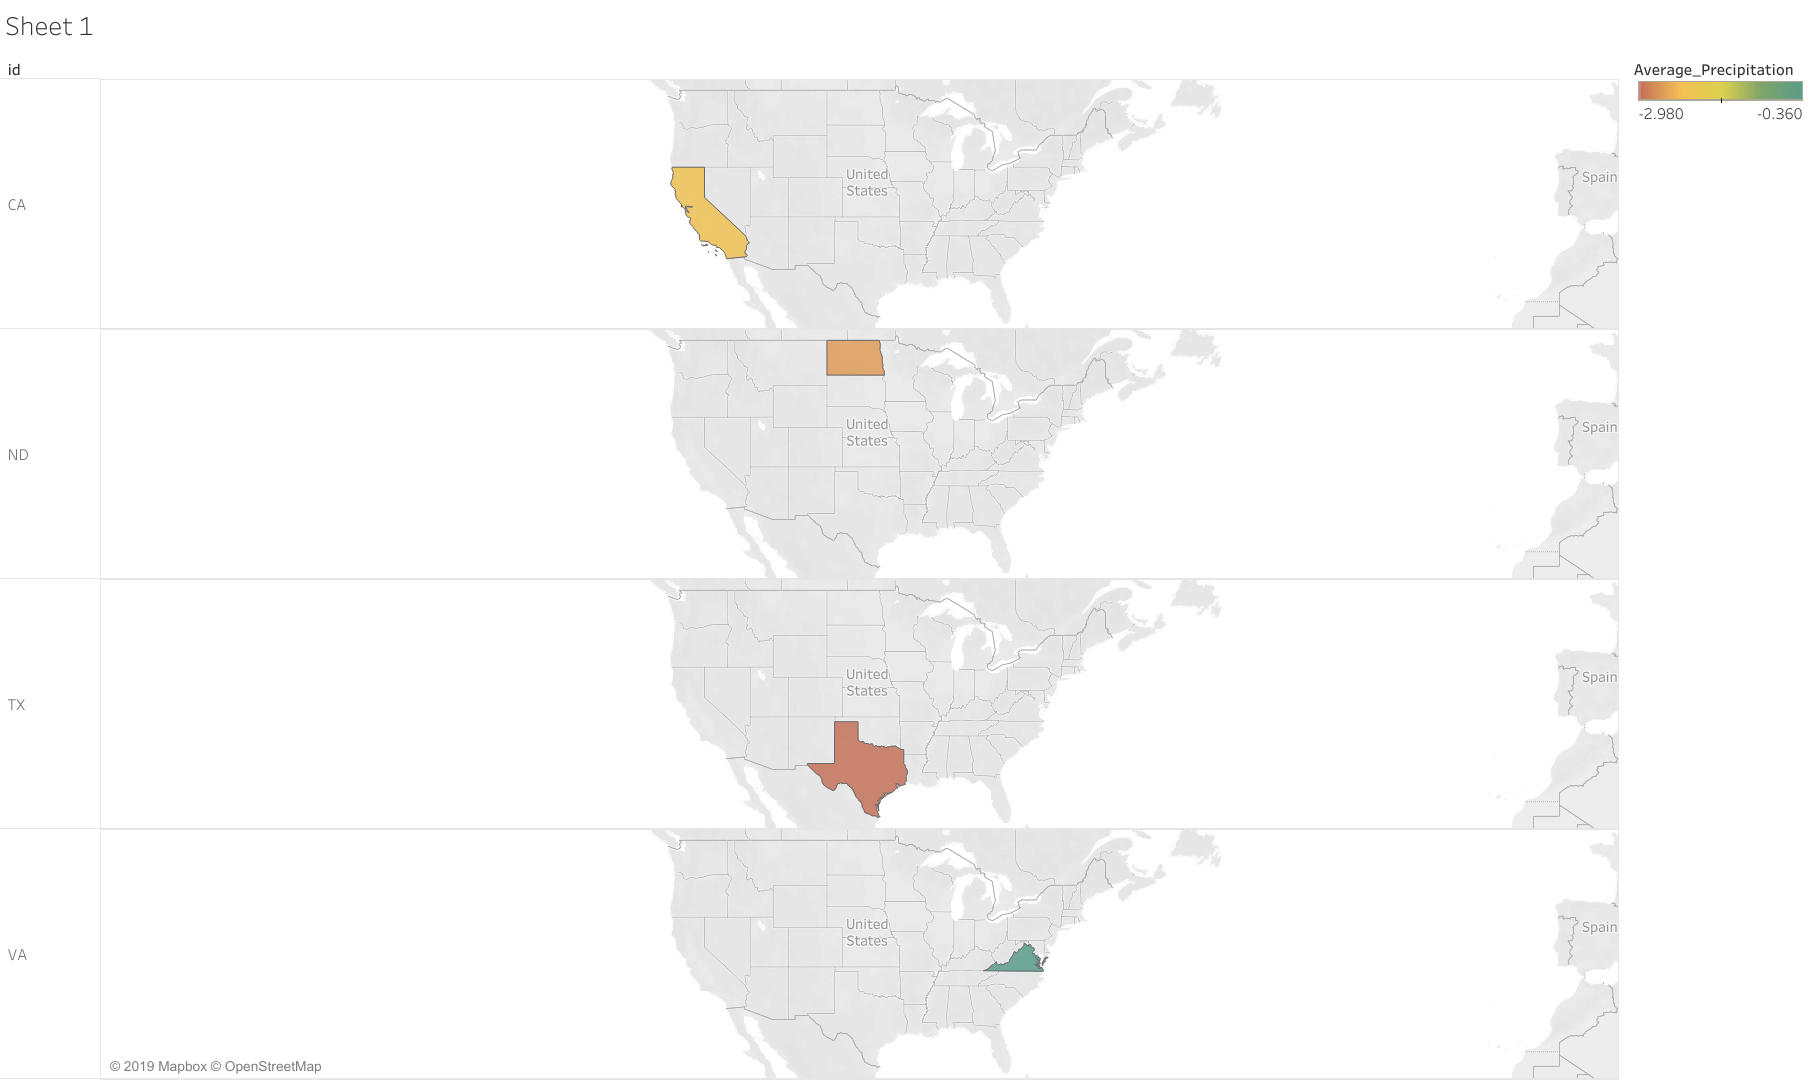 Sheet 1
id
Average_Precipitation
-2.980 -0.360
CA
United
States
Spain
ND
United
States
Spain
TX
United
States
Spain
VA
United
States
Spain
© 2019 Mapbox © OpenStreetMap